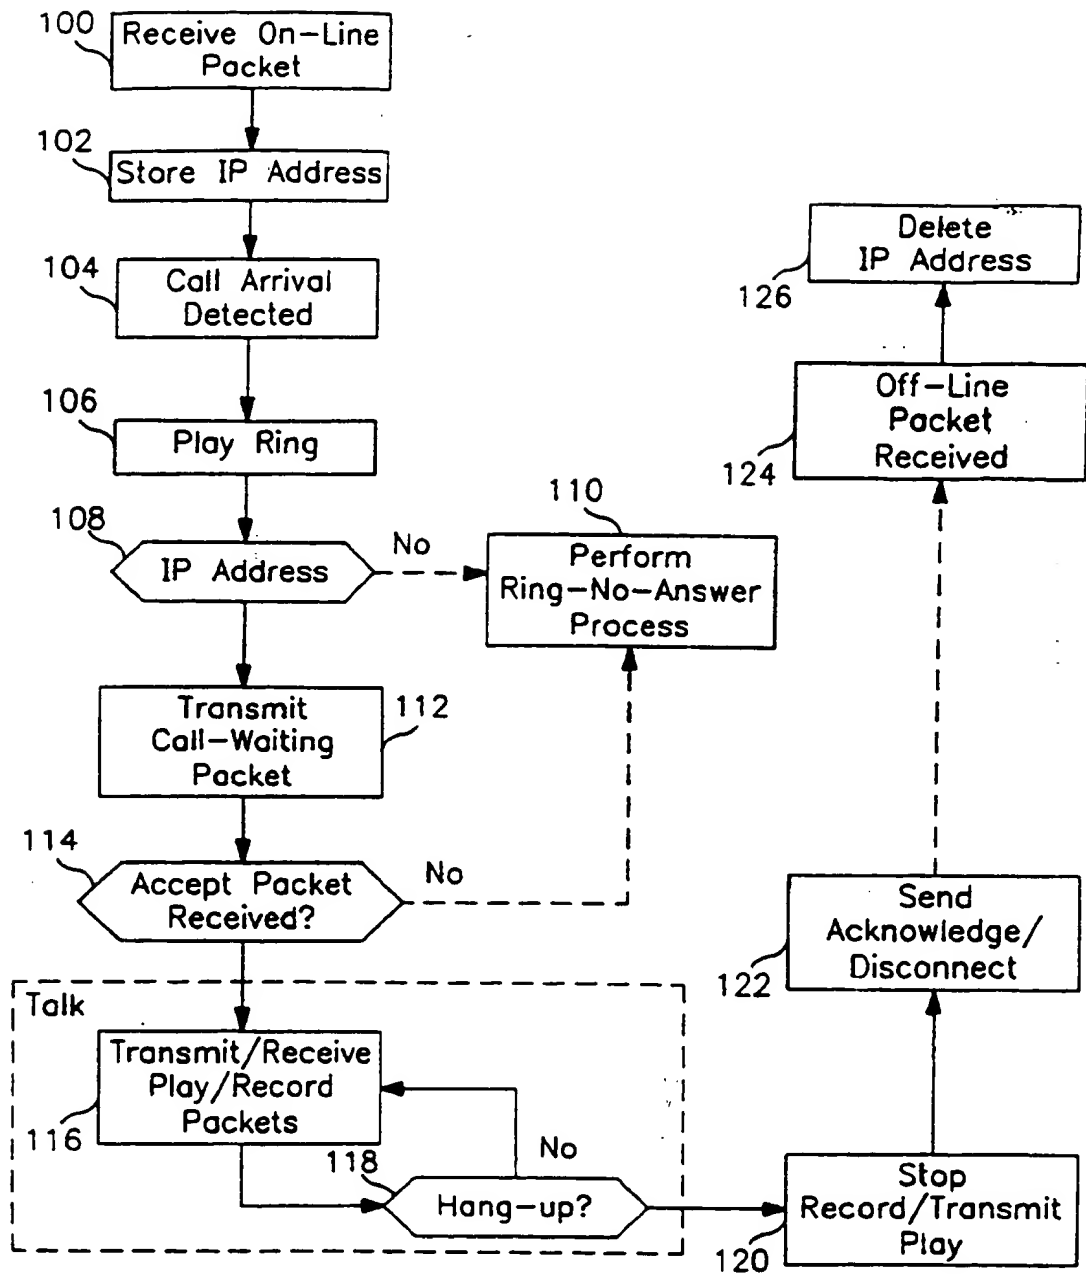 100
Receive On-Line
Packet
102
Store IP Address
104
Call Arrival
Detected
106
Play Ring
108
IP Address
No
110
Perform
Ring-No-Answer
Process
Transmit
Call-Waiting
Packet
112
114
Accept Packet
Received?
No
Talk
Transmit/Receive
Play/Record
Packets
116
No
118
Hang-up?
Stop
Record/Transmit
Play
120
Send
Acknowledge/
Disconnect
122
Off-Line
Packet
Received
124
Delete
IP Address
126